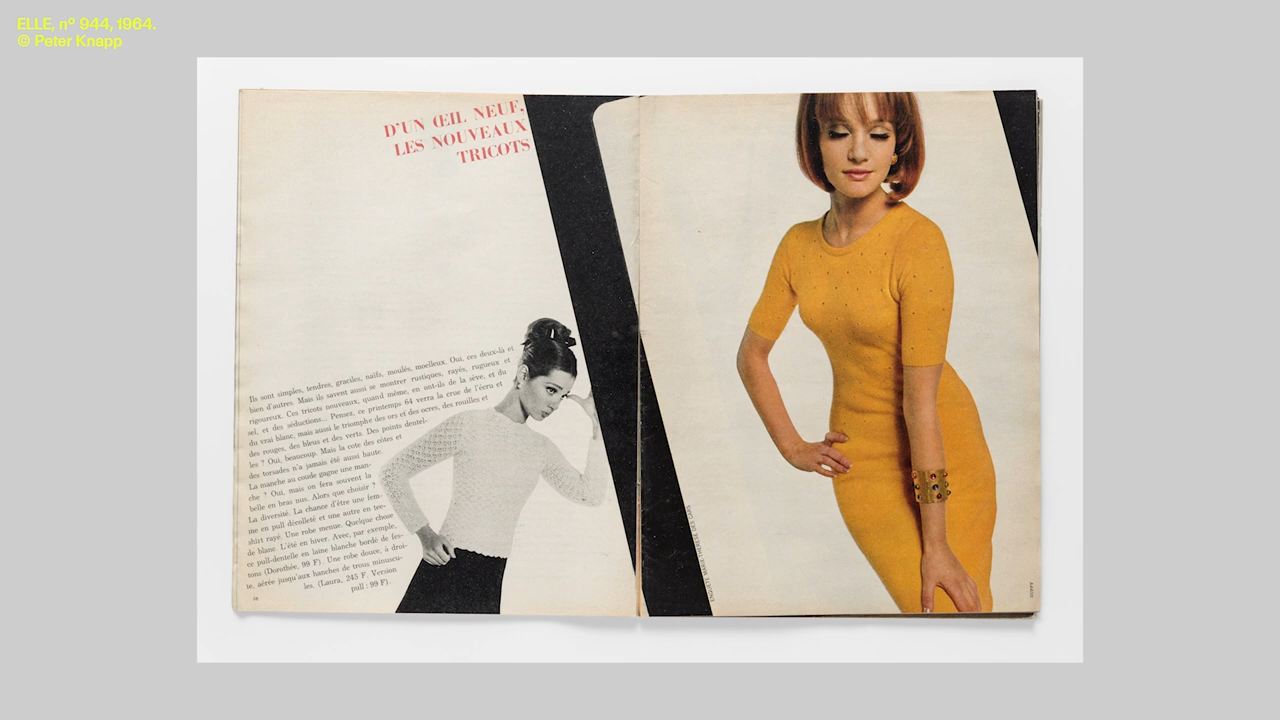 ELLE, nº 944, 1964.
© Peter Knapp
D'UN ŒIL NEUF,
LES NOUVEAUX
TRICOTS
Ils sont simples, tendres, graciles, naïfs, moulés, moelleux. Oui, ces deux-là et
bien d'autres. Mais ils savent aussi se montrer rustiques, rayés, rugueux et
rigoureux. Ces tricots nouveaux, quand même, en ont-ils de la sève, et du
sel, et des séductions... Pensez, ce printemps 64 verra la crue de l'écru et
du vrai blanc, mais aussi le triomphe des ors et des ocres, des rouilles et
des rouges, des bleus et des verts. Des points dentel-
les ? Oui, beaucoup. Mais la cote des côtes et
des torsades n'a jamais été aussi haute.
La manche au coude gagne une man-
che ? Oui, mais on fera souvent la
belle en bras nus. Alors que choisir ?
La diversité. La chance d'être une fem-
me en pull décolleté et une autre en tee-
shirt rayé. Une robe menue. Quelque chose
de blanc. L'été en hiver. Avec, par exemple,
ce pull-dentelle en laine blanche bordé de fes-
tons (Dorothée, 99 F). Une robe douce, à droi-
te, aérée jusqu'aux hanches de trous minuscu-
les. (Laura, 245 F. Version
pull : 99 F).